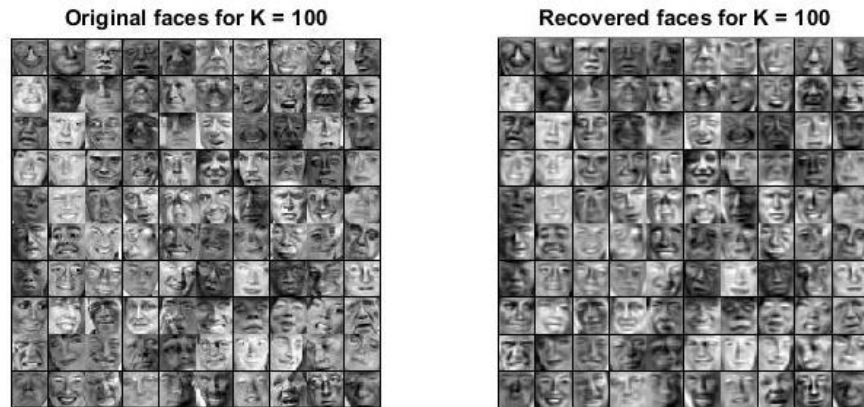 Original faces for K = 100
Recovered faces for K = 100